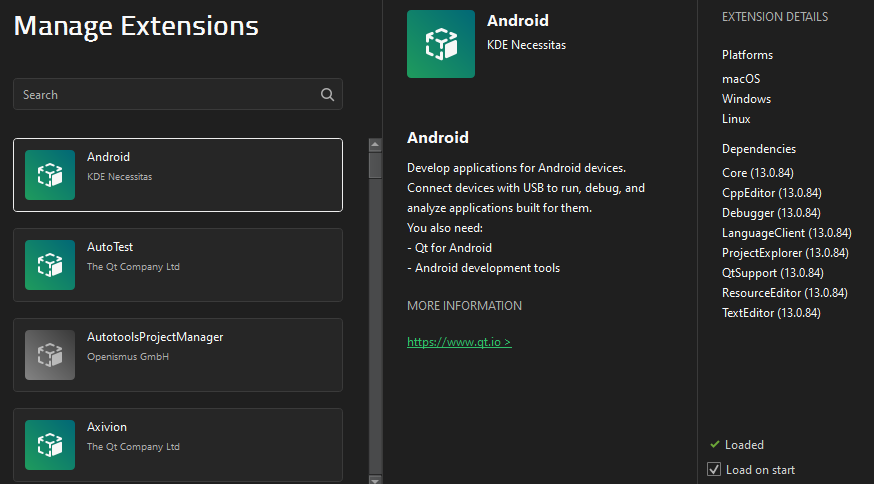 Manage Extensions
Search
Android
KDE Necessitas
AutoTest
The Qt Company Ltd
AutotoolsProjectManager
Openismus GmbH
Axivion
The Qt Company Ltd
Android
KDE Necessitas
Android
Develop applications for Android devices.
Connect devices with USB to run, debug, and
analyze applications built for them.
You also need:
- Qt for Android
- Android development tools
MORE INFORMATION
https://www.qt.io >
EXTENSION DETAILS
Platforms
macOS
Windows
Linux
Dependencies
Core (13.0.84)
CppEditor (13.0.84)
Debugger (13.0.84)
LanguageClient (13.0.84)
ProjectExplorer (13.0.84)
QtSupport (13.0.84)
ResourceEditor (13.0.84)
TextEditor (13.0.84)
Loaded
Load on start